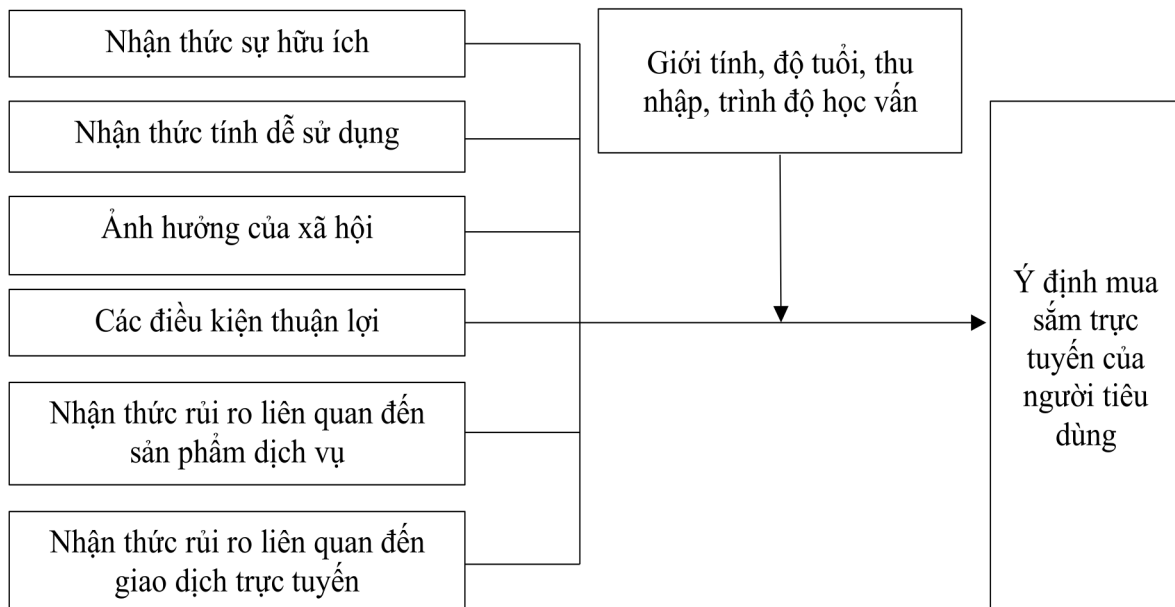 Nhận thức sự hữu ích
Nhận thức tính dễ sử dụng
Ảnh hưởng của xã hội
Các điều kiện thuận lợi
Nhận thức rủi ro liên quan đến
sản phẩm dịch vụ
Nhận thức rủi ro liên quan đến
giao dịch trực tuyến
Giới tính, độ tuổi, thu
nhập, trình độ học vấn
Ý định mua
sắm trực
tuyến của
người tiêu
dùng